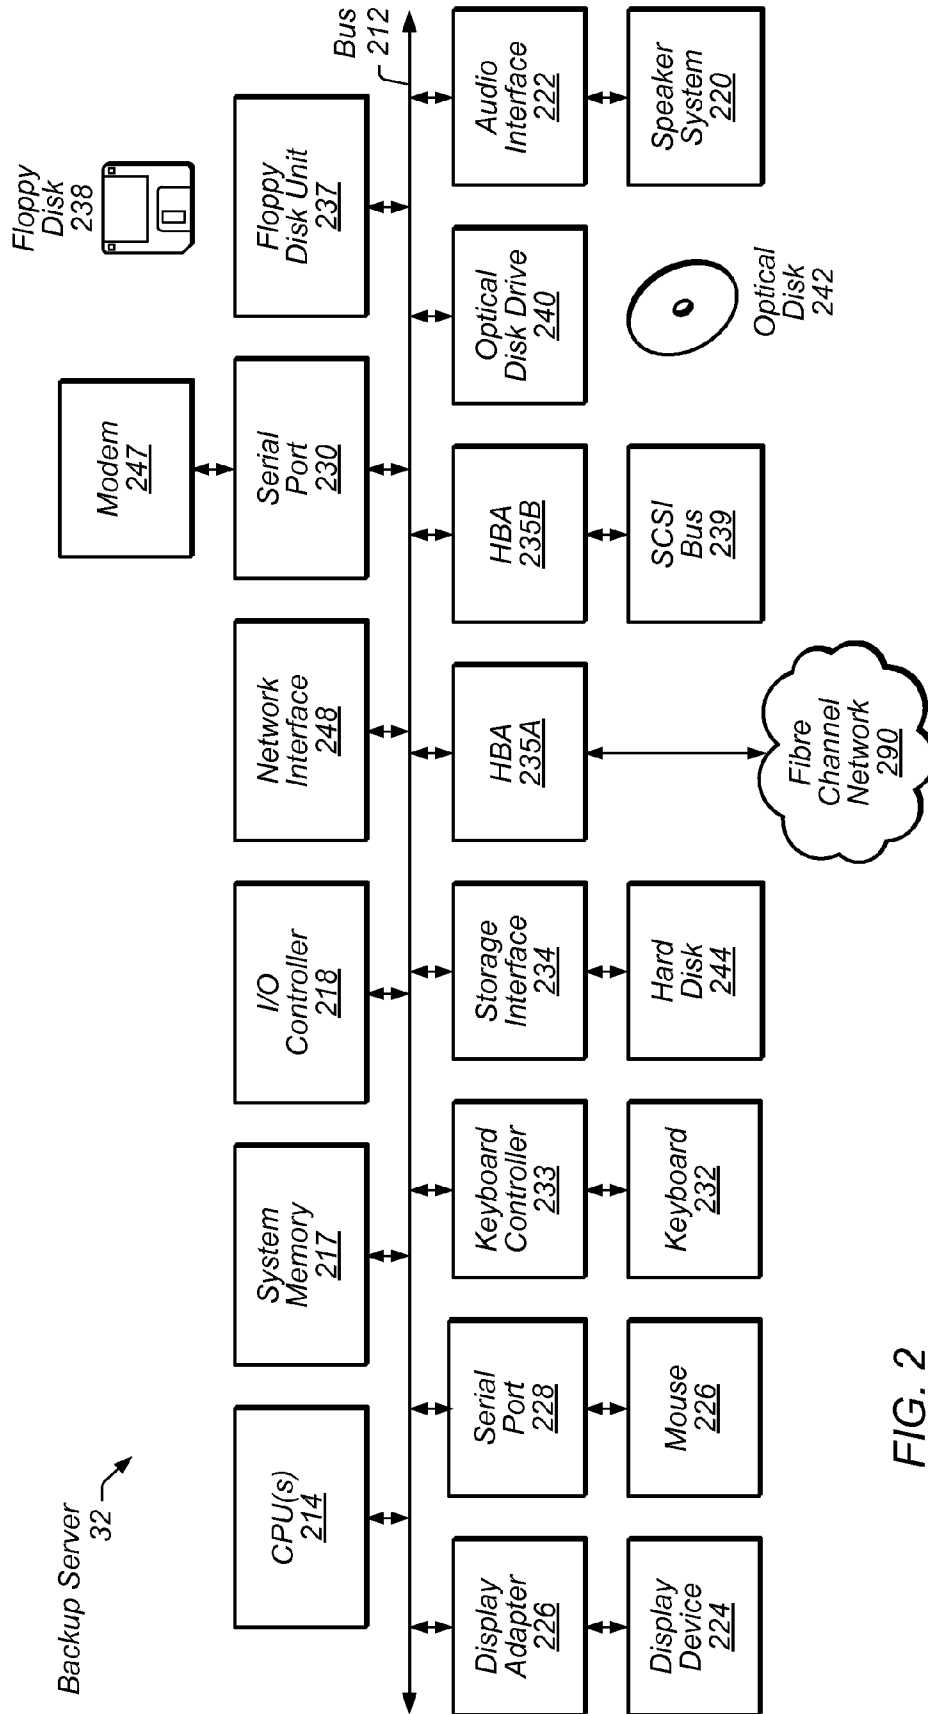 Backup Server
32
Modem
247
Floppy
Disk
238
CPU(s)
214
System
Memory
217
I/O
Controller
218
Network
Interface
248
Serial
Port
230
Floppy
Disk Unit
237
Bus
212
Display
Adapter
226
Serial
Port
228
Keyboard
Controller
233
Storage
Interface
234
HBA
235A
HBA
235B
Optical
Disk Drive
240
Audio
Interface
222
Display
Device
224
Mouse
226
Keyboard
232
Hard
Disk
244
Fibre
Channel
Network
290
SCSI
Bus
239
Optical
Disk
242
Speaker
System
220
FIG. 2